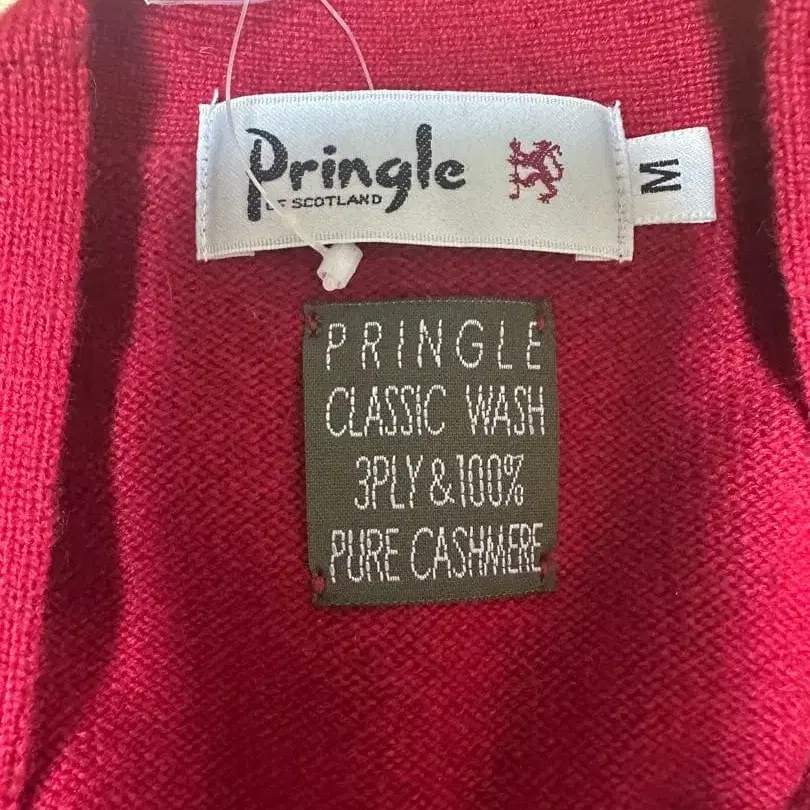 Pringle
OF SCOTLAND
M
PRINGLE
CLASSIC WASH
3PLY&100%
PURE CASHMERE